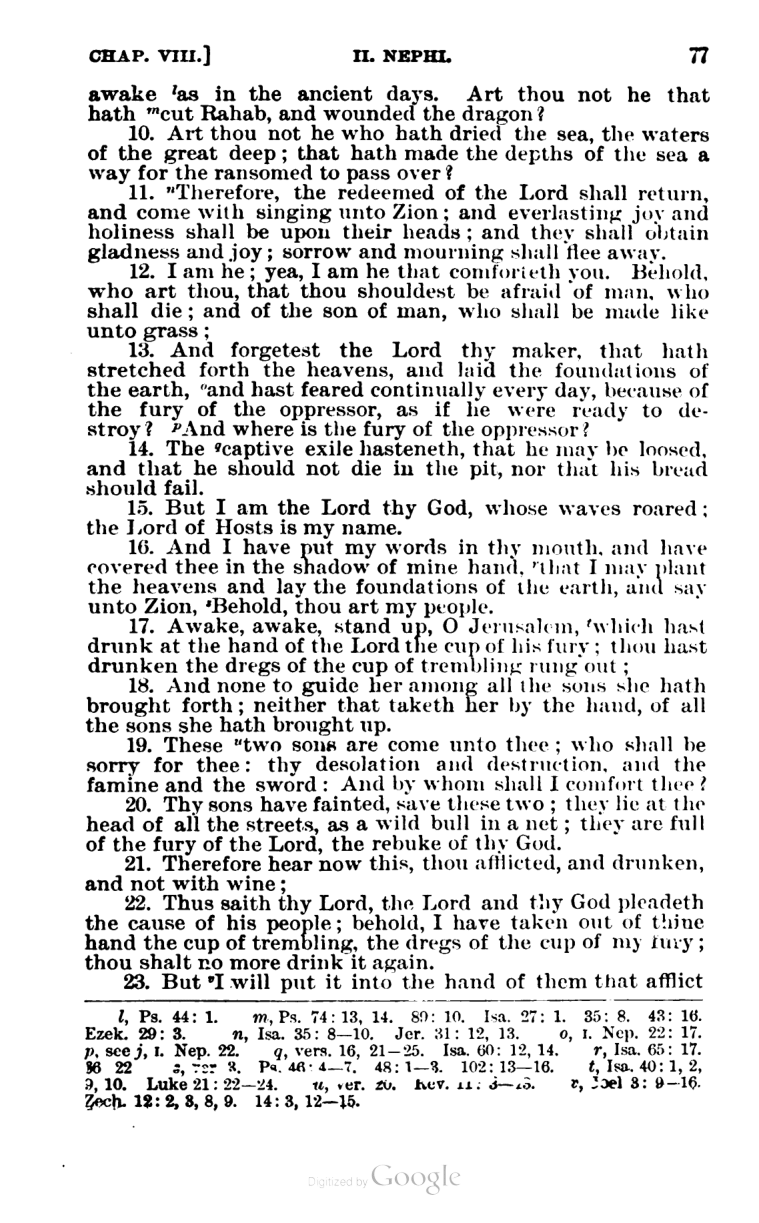 CHAP. VIII.] II. NEPHI. 77
awake ˡas in the ancient days. Art thou not he that
hath ᵐcut Rahab, and wounded the dragon?
10. Art thou not he who hath dried the sea, the waters
of the great deep; that hath made the depths of the sea a
way for the ransomed to pass over?
11. ⁿTherefore, the redeemed of the Lord shall return,
and come with singing unto Zion; and everlasting joy and
holiness shall be upon their heads; and they shall obtain
gladness and joy; sorrow and mourning shall flee away.
12. I am he; yea, I am he that comforteth you. Behold,
who art thou, that thou shouldest be afraid of man, who
shall die; and of the son of man, who shall be made like
unto grass;
13. And forgetest the Lord thy maker, that hath
stretched forth the heavens, and laid the foundations of
the earth, ᵒand hast feared continually every day, because of
the fury of the oppressor, as if he were ready to de-
stroy? ᵖAnd where is the fury of the oppressor?
14. The qcaptive exile hasteneth, that he may be loosed,
and that he should not die in the pit, nor that his bread
should fail.
15. But I am the Lord thy God, whose waves roared;
the Lord of Hosts is my name.
16. And I have put my words in thy mouth, and have
covered thee in the shadow of mine hand, ʳthat I may plant
the heavens and lay the foundations of the earth, and say
unto Zion, ˢBehold, thou art my people.
17. Awake, awake, stand up, O Jerusalem, ᵗwhich hast
drunk at the hand of the Lord the cup of his fury; thou hast
drunken the dregs of the cup of trembling rung out;
18. And none to guide her among all the sons she hath
brought forth; neither that taketh her by the hand, of all
the sons she hath brought up.
19. These ᵘtwo sons are come unto thee; who shall be
sorry for thee: thy desolation and destruction, and the
famine and the sword: And by whom shall I comfort thee?
20. Thy sons have fainted, save these two; they lie at the
head of all the streets, as a wild bull in a net; they are full
of the fury of the Lord, the rebuke of thy God.
21. Therefore hear now this, thou afflicted, and drunken,
and not with wine;
22. Thus saith thy Lord, the Lord and thy God pleadeth
the cause of his people; behold, I have taken out of thine
hand the cup of trembling, the dregs of the cup of my fury;
thou shalt no more drink it again.
23. But ᵛI will put it into the hand of them that afflict
l, Ps. 44: 1. m, Ps. 74: 13, 14. 89: 10. Isa. 27: 1. 35: 8. 43: 16.
Ezek. 29: 3. n, Isa. 35: 8—10. Jer. 31: 12, 13. o, I. Nep. 22: 17.
p, see j, I. Nep. 22. q, vers. 16, 21—25. Isa. 60: 12, 14. r, Isa. 65: 17.
66 22 s, ver 3. Ps. 46: 4—7. 48: 1—3. 102: 13—16. t, Isa. 40: 1, 2,
9, 10. Luke 21: 22—24. u, ver. 20. Rev. 11: 3—13. v, Joel 3: 9—16.
Zech. 12: 2, 3, 8, 9. 14: 3, 12—15.
Digitized by Google